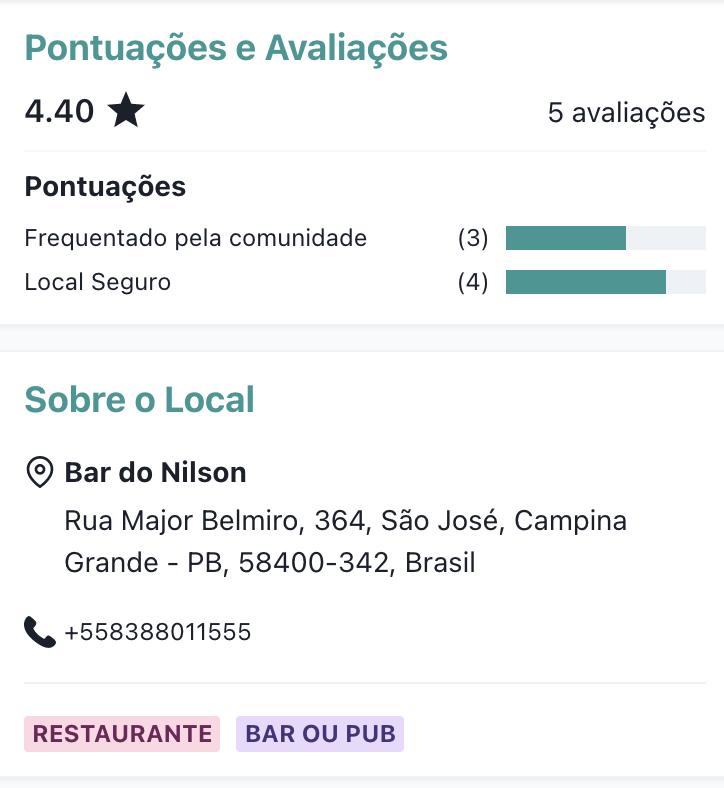 Pontuações e Avaliações
4.40
5 avaliações
Pontuações
Frequentado pela comunidade (3)
Local Seguro (4)
Sobre o Local
Bar do Nilson
Rua Major Belmiro, 364, São José, Campina
Grande - PB, 58400-342, Brasil
+558388011555
RESTAURANTE BAR OU PUB